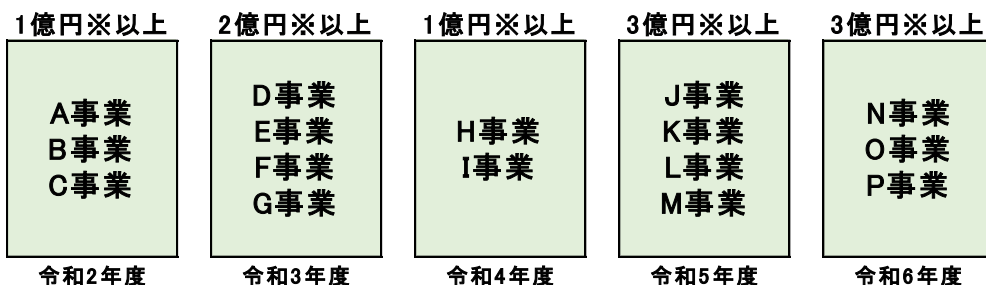 1億円※以上
A事業
B事業
C事業
令和2年度
2億円※以上
D事業
E事業
F事業
G事業
令和3年度
1億円※以上
H事業
I事業
令和4年度
3億円※以上
J事業
K事業
L事業
M事業
令和5年度
3億円※以上
N事業
O事業
P事業
令和6年度